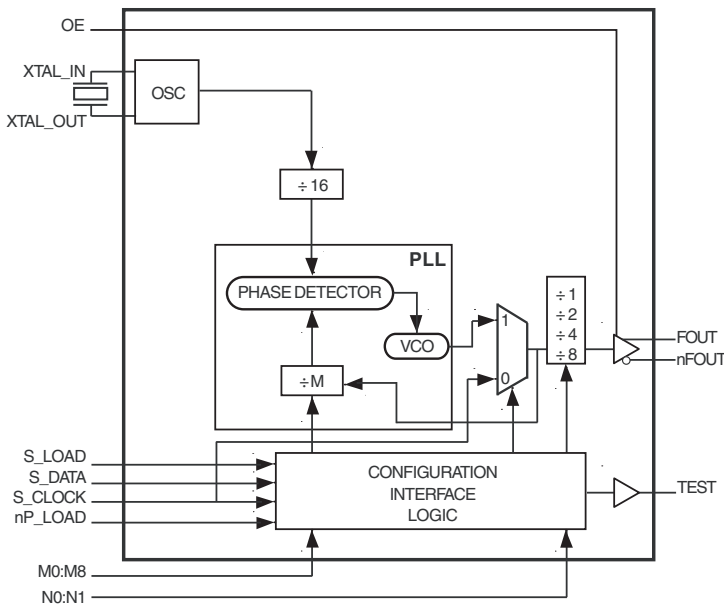 OE
XTAL_IN
OSC
XTAL_OUT
÷ 16
PLL
PHASE DETECTOR
VCO
÷ M
1
0
÷ 1
÷ 2
÷ 4
÷ 8
FOUT
nFOUT
S_LOAD
S_DATA
S_CLOCK
nP_LOAD
CONFIGURATION
INTERFACE
LOGIC
TEST
M0:M8
N0:N1